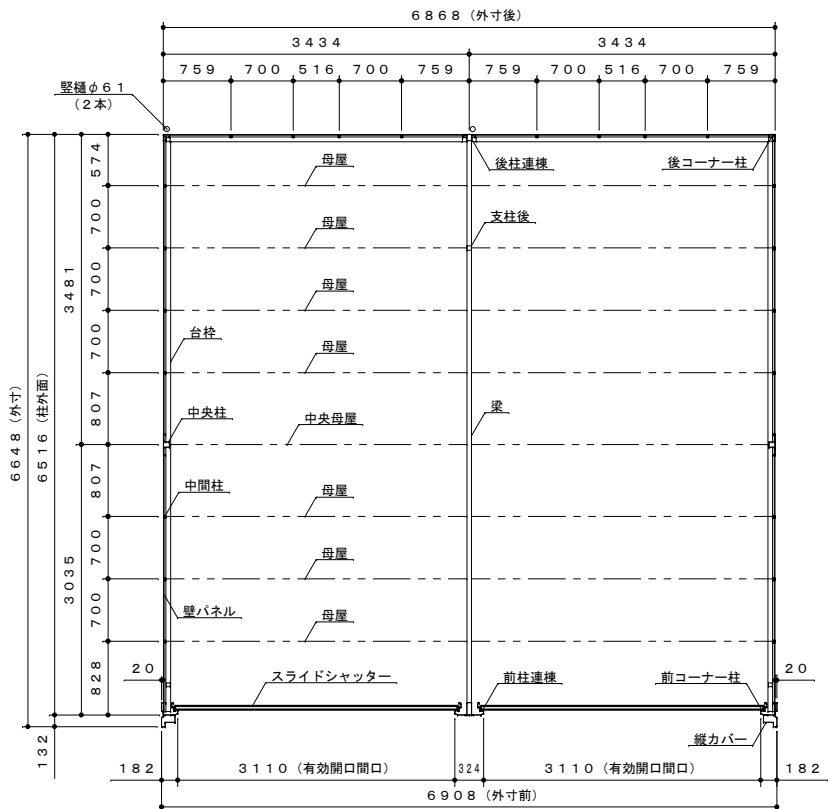 ６８６８（外寸後）
３４３４　３４３４
７５９　７００　５１６　７００　７５９　７５９　７００　５１６　７００　７５９
竪樋φ６１
（２本）
母屋　後柱連棟　後コーナー柱
母屋　支柱後
母屋
台枠　母屋
中央柱　中央母屋　梁
中間柱　母屋
母屋
壁パネル　母屋
スライドシャッター　前柱連棟　前コーナー柱
縦カバー
６６４８（外寸）
６５１６（柱外面）
１３２
３４８１
３０３５
５７４
７００
７００
７００
８０７
８０７
７００
７００
８２８
２０　２０
１８２　３１１０（有効開口間口）　３２４　３１１０（有効開口間口）　１８２
６９０８（外寸前）